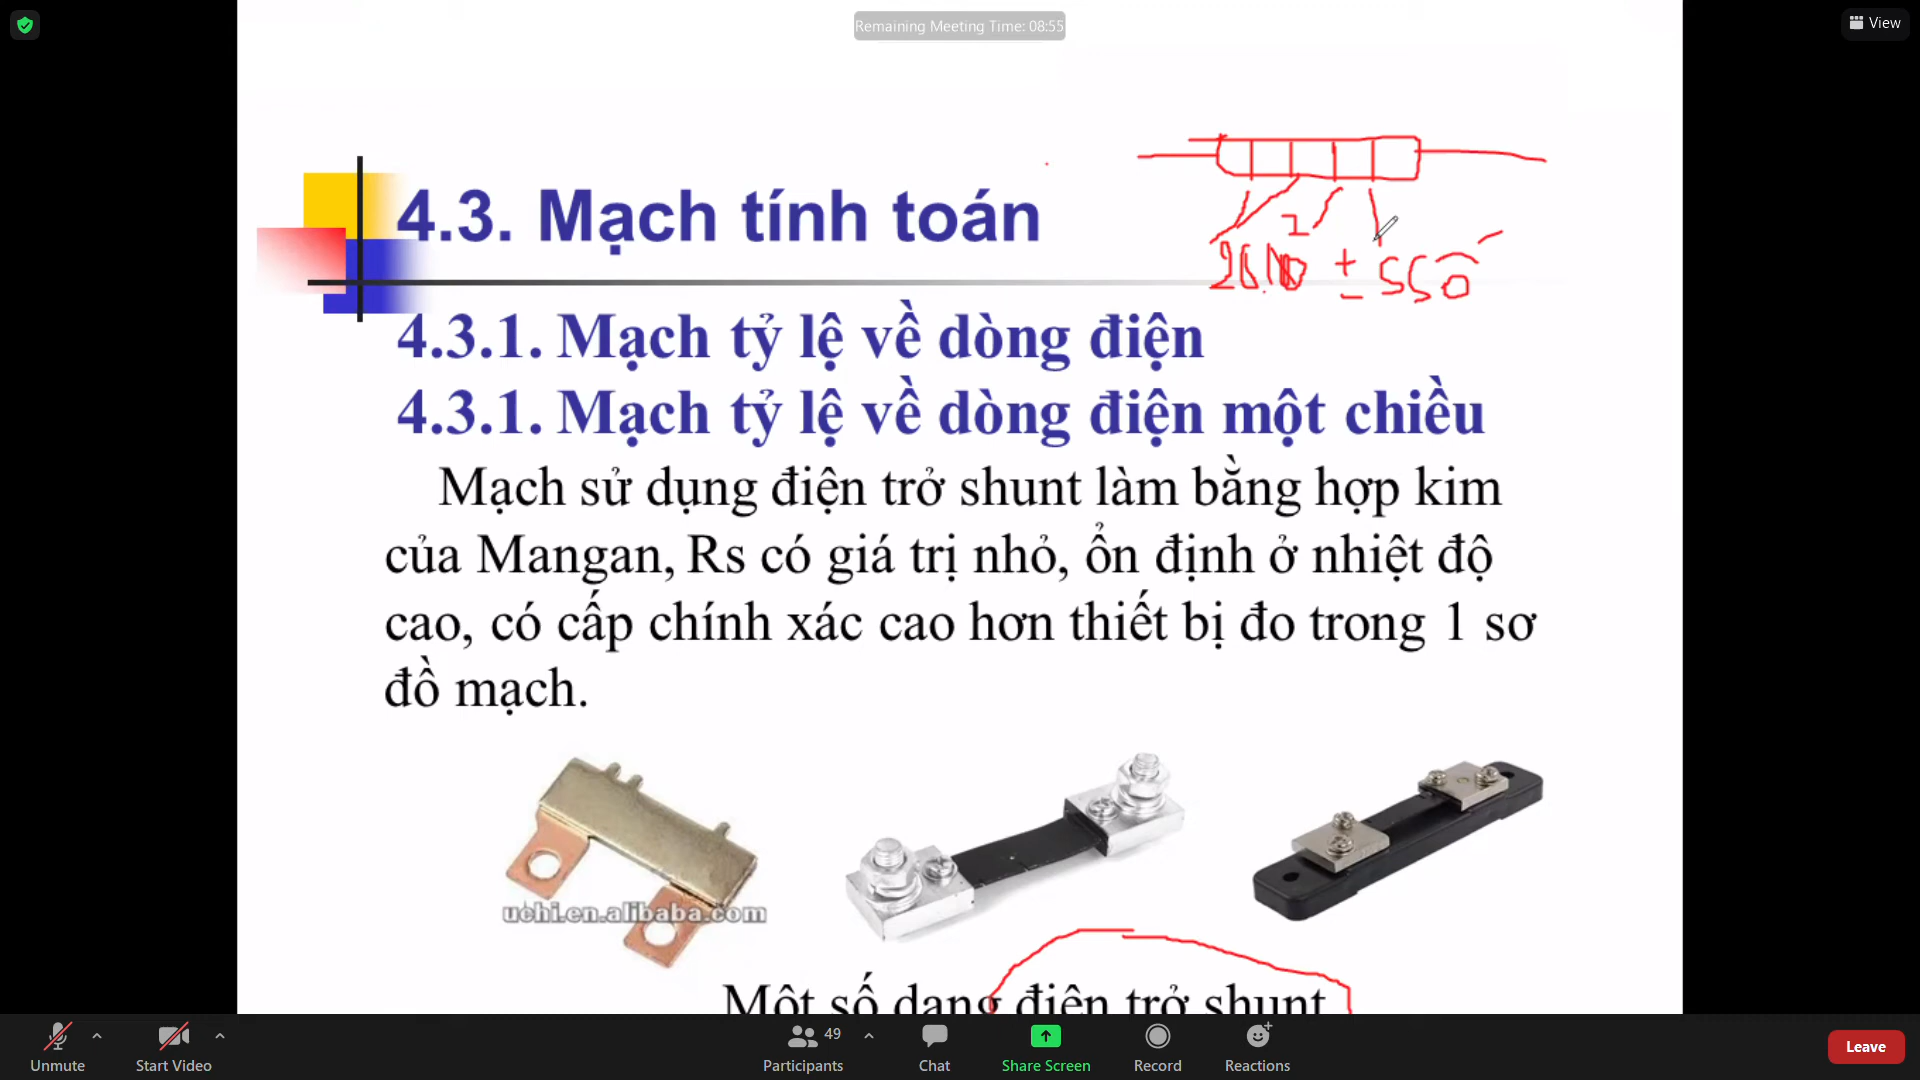 Remaining Meeting Time: 08:55
View
4.3. Mạch tính toán
4.3.1. Mạch tỷ lệ về dòng điện
4.3.1. Mạch tỷ lệ về dòng điện một chiều
Mạch sử dụng điện trở shunt làm bằng hợp kim
của Mangan, Rs có giá trị nhỏ, ổn định ở nhiệt độ
cao, có cấp chính xác cao hơn thiết bị đo trong 1 sơ
đồ mạch.
uchi.en.alibaba.com
Một số dạng điện trở shunt
Unmute
Start Video
49
Participants
Chat
Share Screen
Record
Reactions
Leave